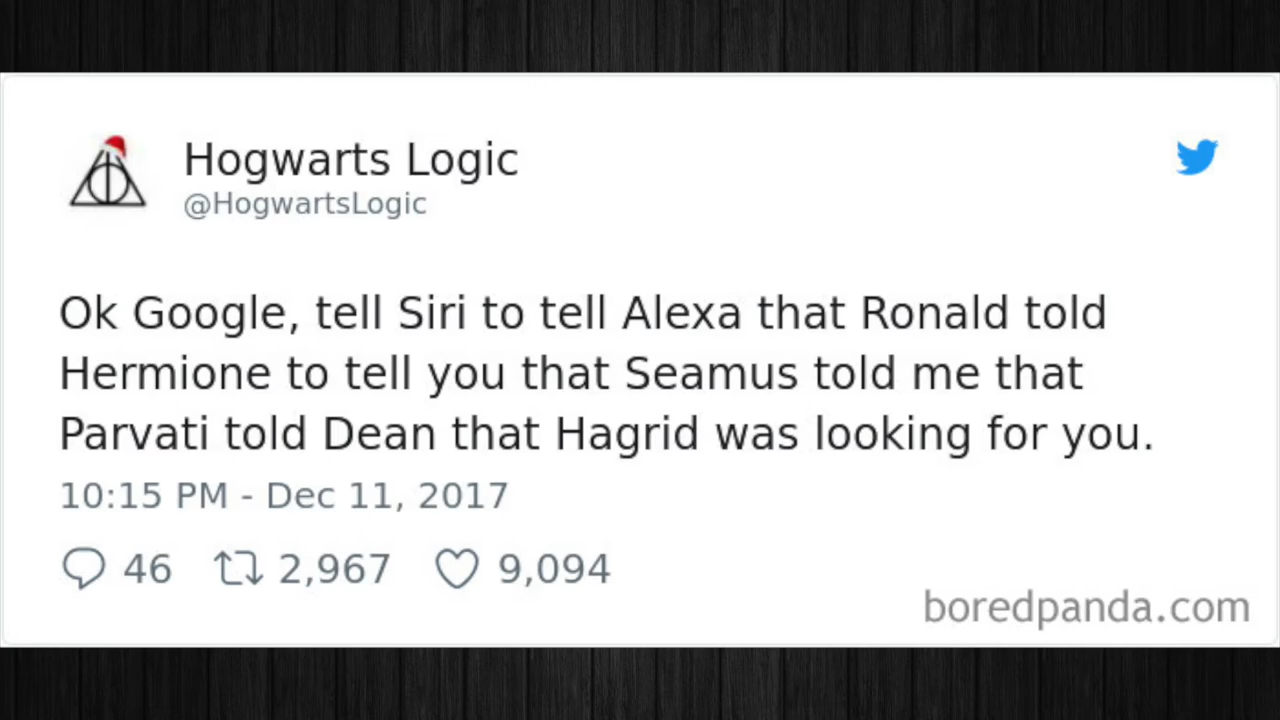 Hogwarts Logic
@HogwartsLogic
Ok Google, tell Siri to tell Alexa that Ronald told
Hermione to tell you that Seamus told me that
Parvati told Dean that Hagrid was looking for you.
10:15 PM - Dec 11, 2017
46 2,967 9,094
boredpanda.com